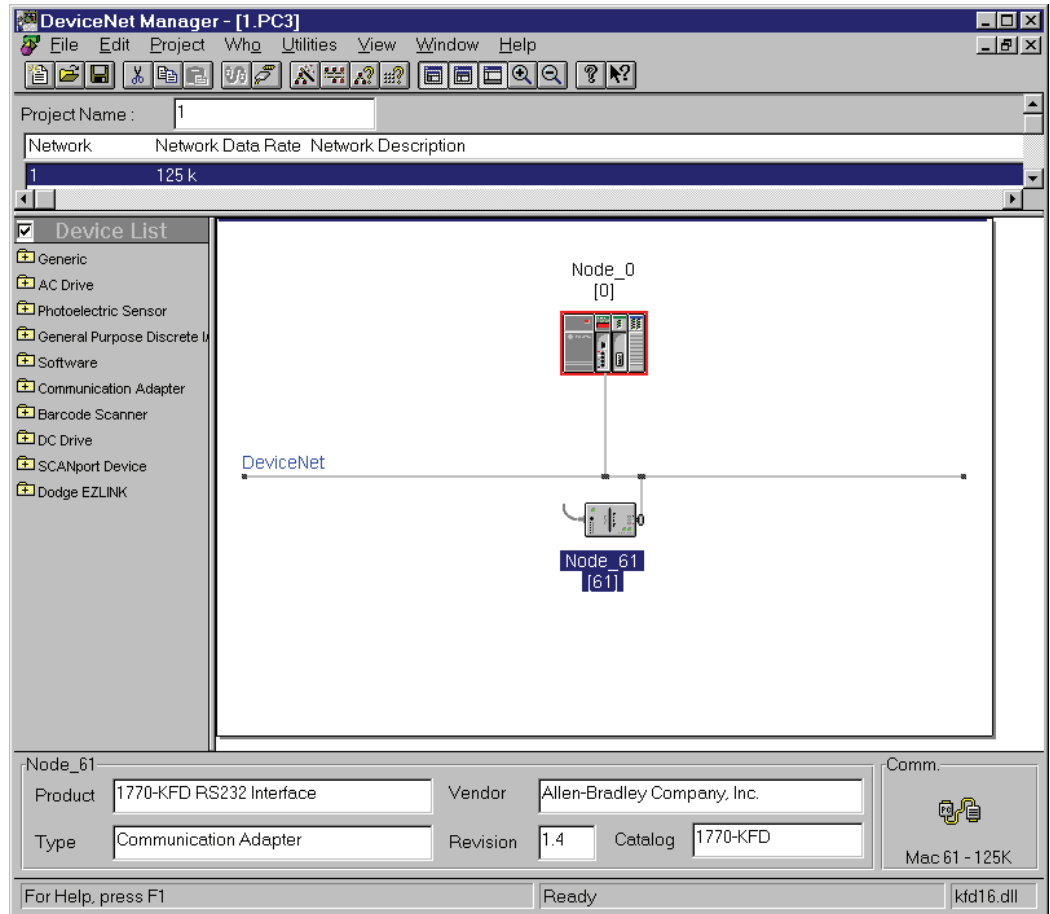 DeviceNet Manager - [1.PC3]
File Edit Project Who Utilities View Window Help
Project Name : 1
Network Network Data Rate Network Description
1 125 k
Device List
Generic
AC Drive
Photoelectric Sensor
General Purpose Discrete I/
Software
Communication Adapter
Barcode Scanner
DC Drive
SCANport Device
Dodge EZLINK
Node_0
[0]
DeviceNet
Node_61
[61]
Node_61
Product 1770-KFD RS232 Interface Vendor Allen-Bradley Company, Inc.
Type Communication Adapter Revision 1.4 Catalog 1770-KFD
Comm.
Mac 61 - 125K
For Help, press F1 Ready kfd16.dll